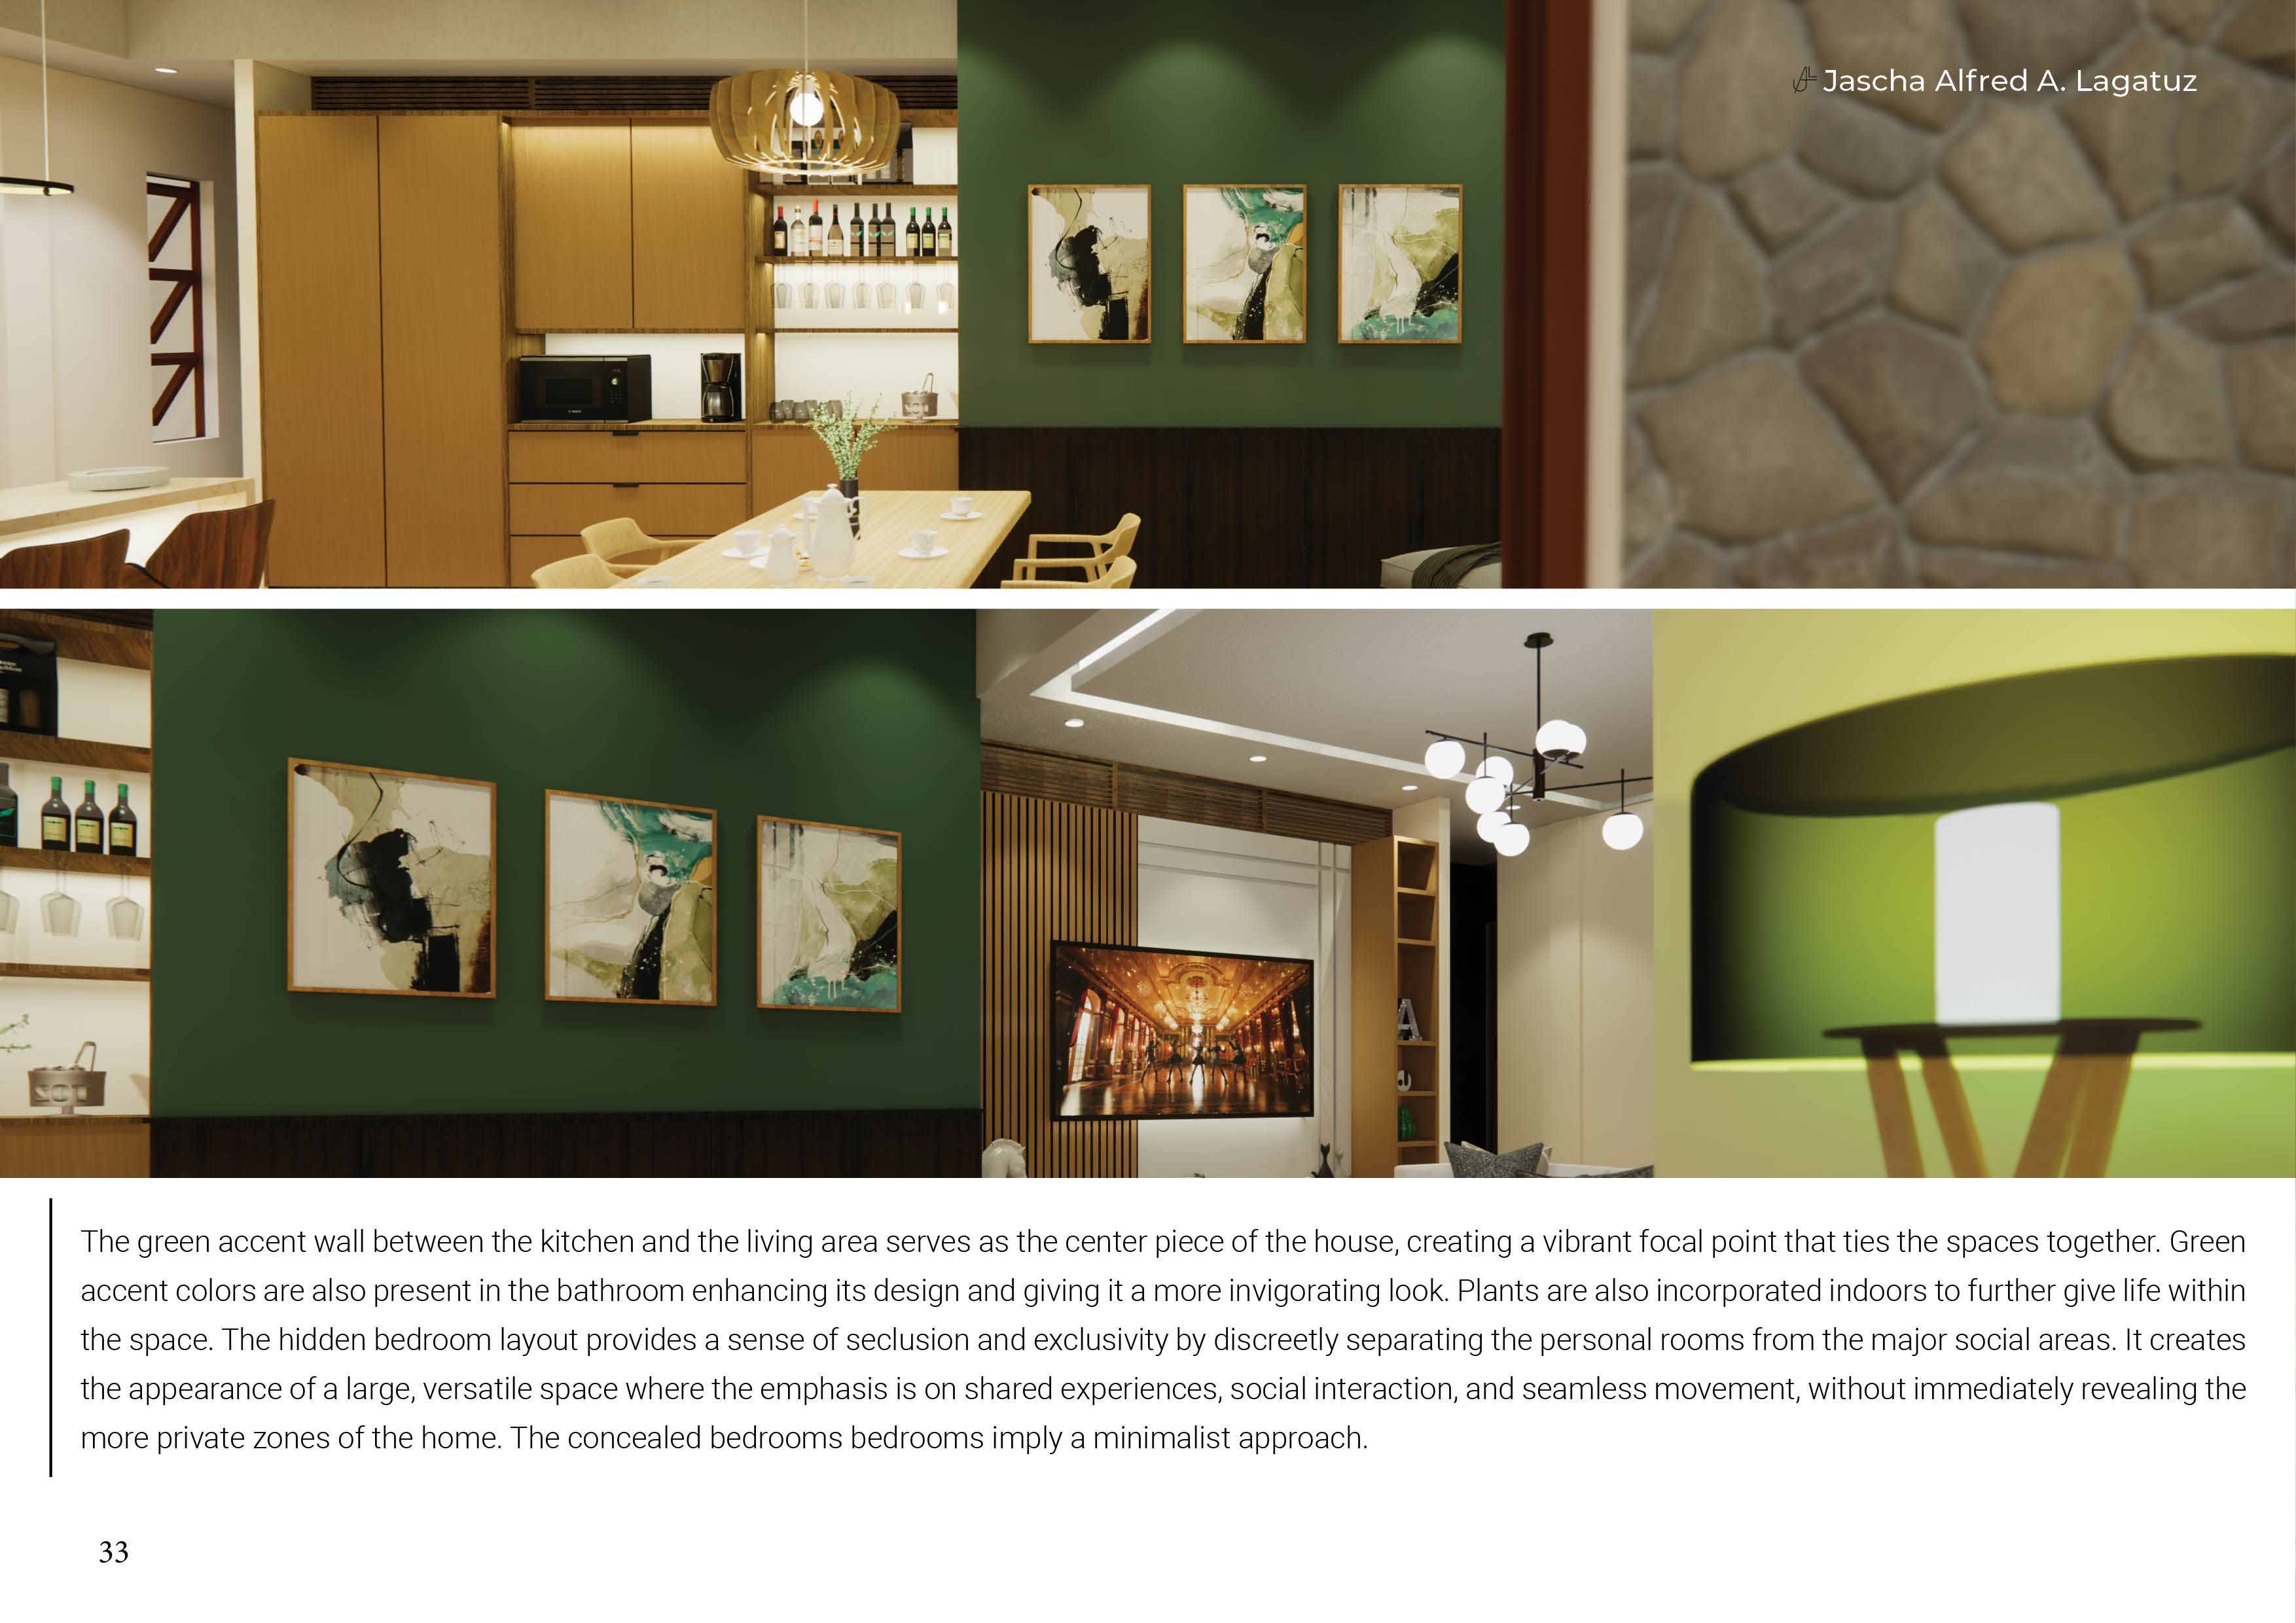 Jascha Alfred A. Lagatuz
The green accent wall between the kitchen and the living area serves as the center piece of the house, creating a vibrant focal point that ties the spaces together. Green
accent colors are also present in the bathroom enhancing its design and giving it a more invigorating look. Plants are also incorporated indoors to further give life within
the space. The hidden bedroom layout provides a sense of seclusion and exclusivity by discreetly separating the personal rooms from the major social areas. It creates
the appearance of a large, versatile space where the emphasis is on shared experiences, social interaction, and seamless movement, without immediately revealing the
more private zones of the home. The concealed bedrooms bedrooms imply a minimalist approach.
33